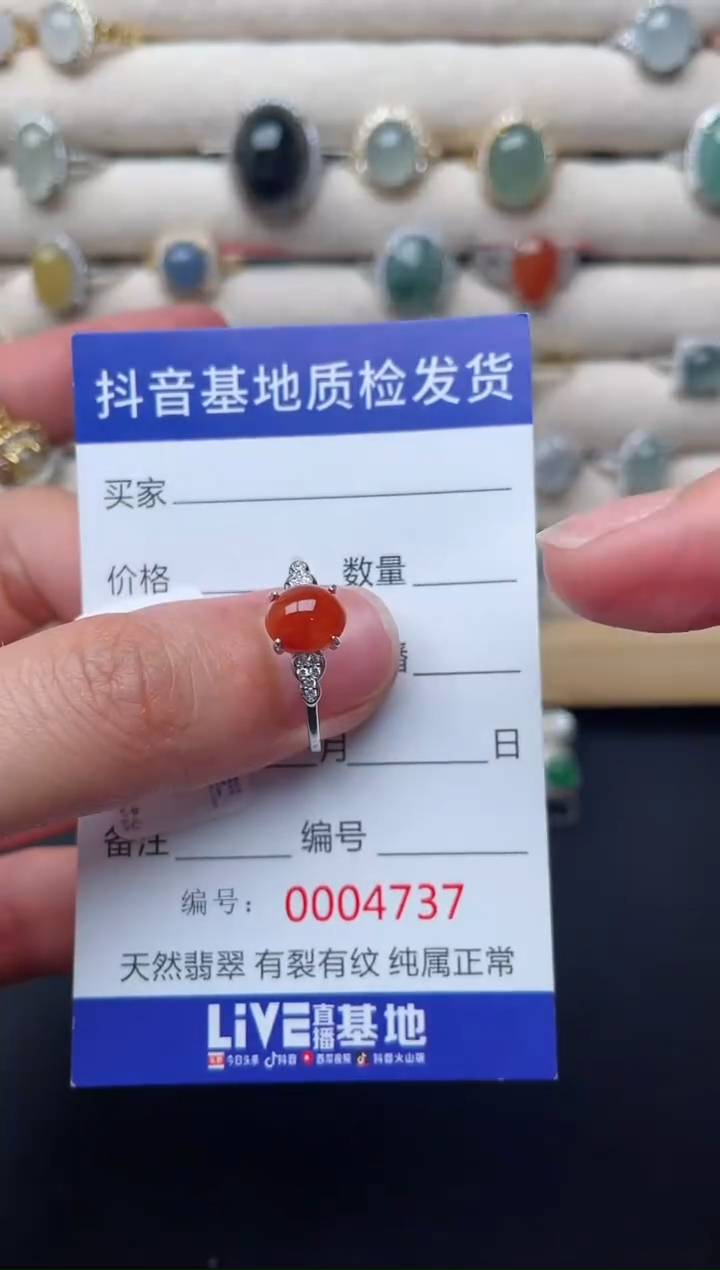 抖音基地质检发货
买家
价格 数量
播
月 日
备注 编号
编号: 0004737
天然翡翠 有裂有纹 纯属正常
LiVE直播基地
今日头条 抖音 西瓜视频 抖音火山版